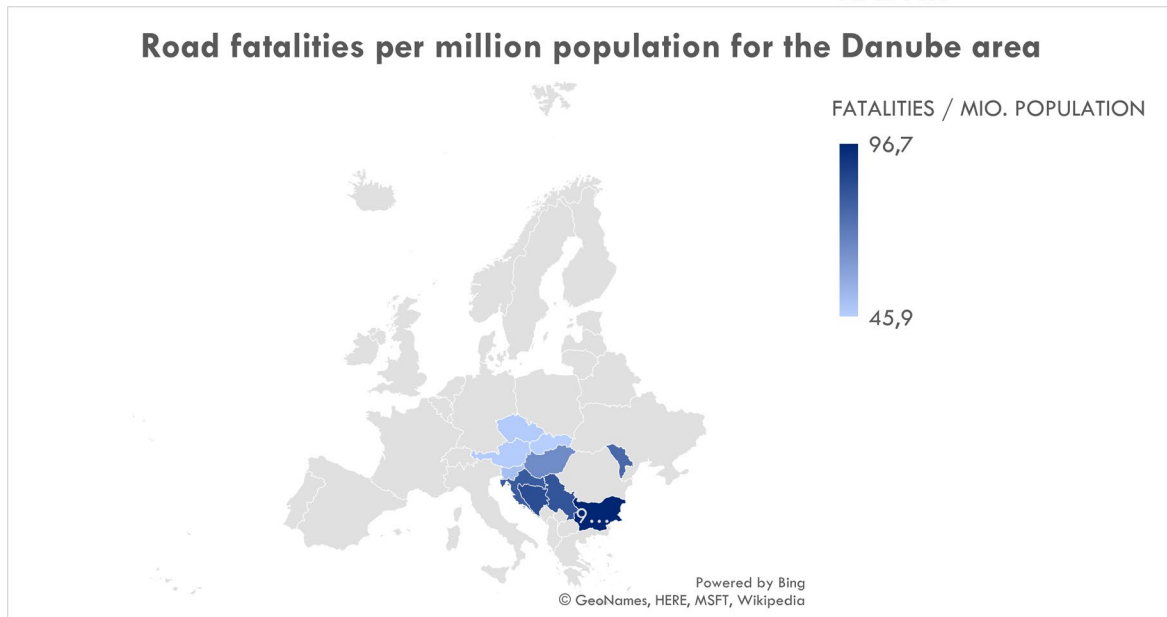 Road fatalities per million population for the Danube area
FATALITIES / MIO. POPULATION
96,7
45,9
9...
Powered by Bing
© GeoNames, HERE, MSFT, Wikipedia